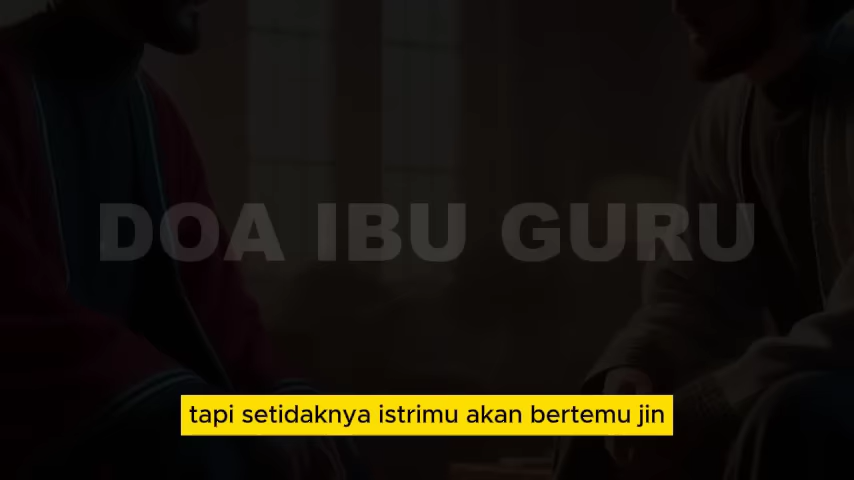 DOA IBU GURU
tapi setidaknya istrimu akan bertemu jin